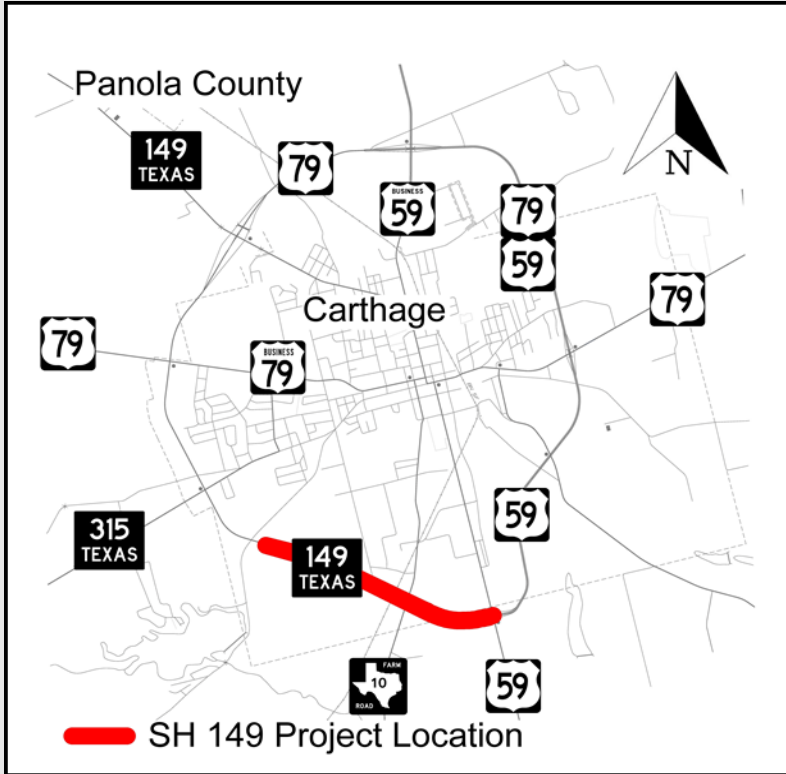 Panola County
149
TEXAS
79
BUSINESS
59
79
59
N
79
Carthage
79
BUSINESS
79
59
315
TEXAS
149
TEXAS
FARM
10
ROAD
59
SH 149 Project Location